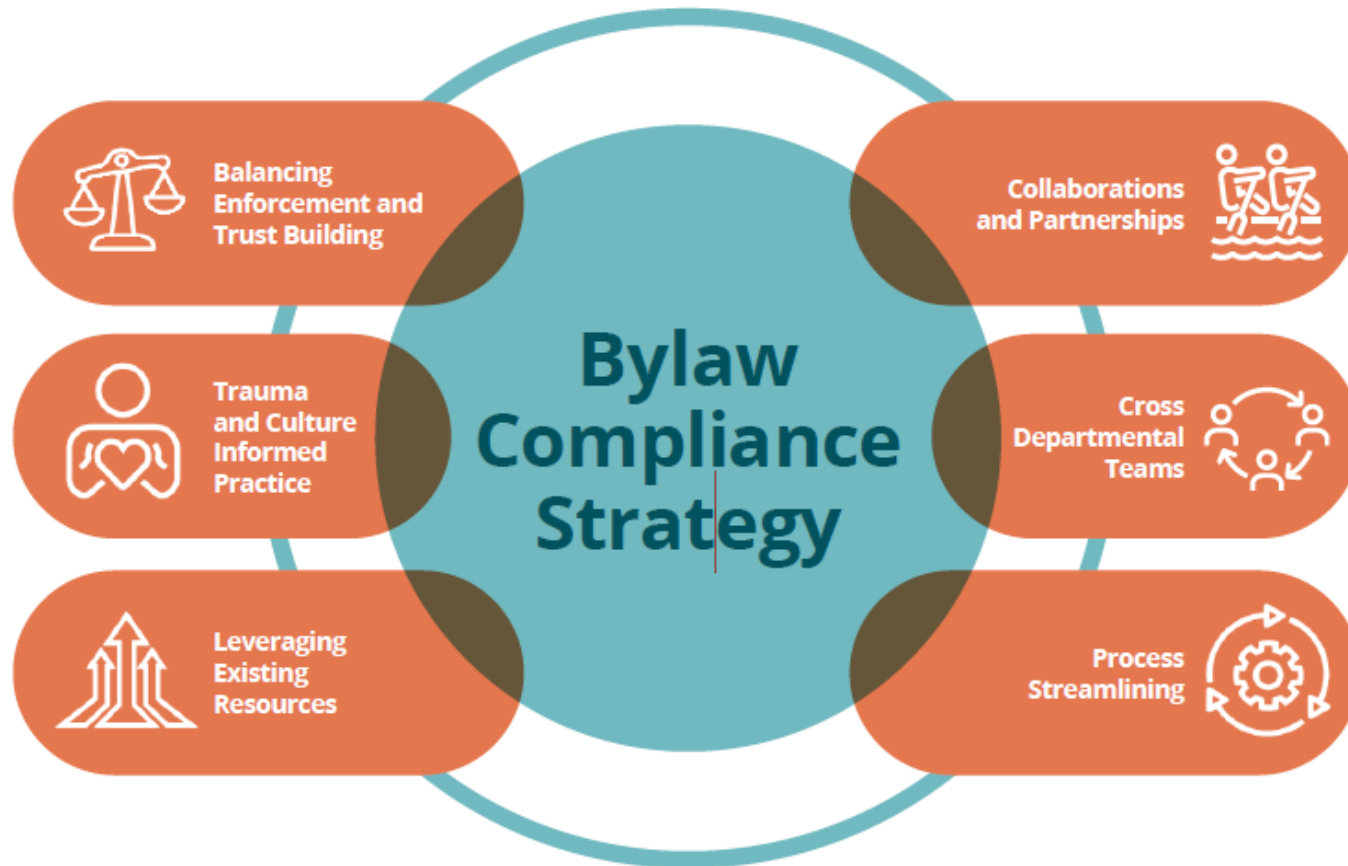 Balancing
Enforcement and
Trust Building
Trauma
and Culture
Informed
Practice
Leveraging
Existing
Resources
Bylaw
Compliance
Strategy
Collaborations
and Partnerships
Cross
Departmental
Teams
Process
Streamlining